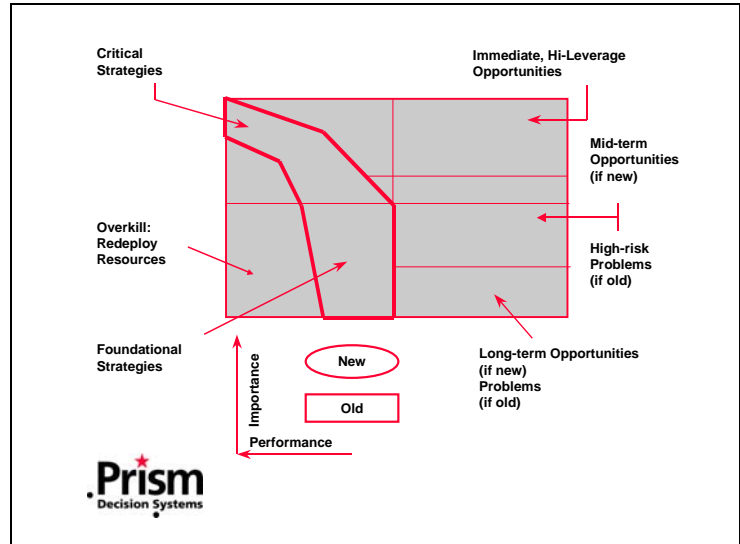 Critical
Strategies
Immediate, Hi-Leverage
Opportunities
Mid-term
Opportunities
(if new)
Overkill:
Redeploy
Resources
High-risk
Problems
(if old)
Foundational
Strategies
Long-term Opportunities
(if new)
Problems
(if old)
New
Old
Importance
Performance
Prism
Decision Systems